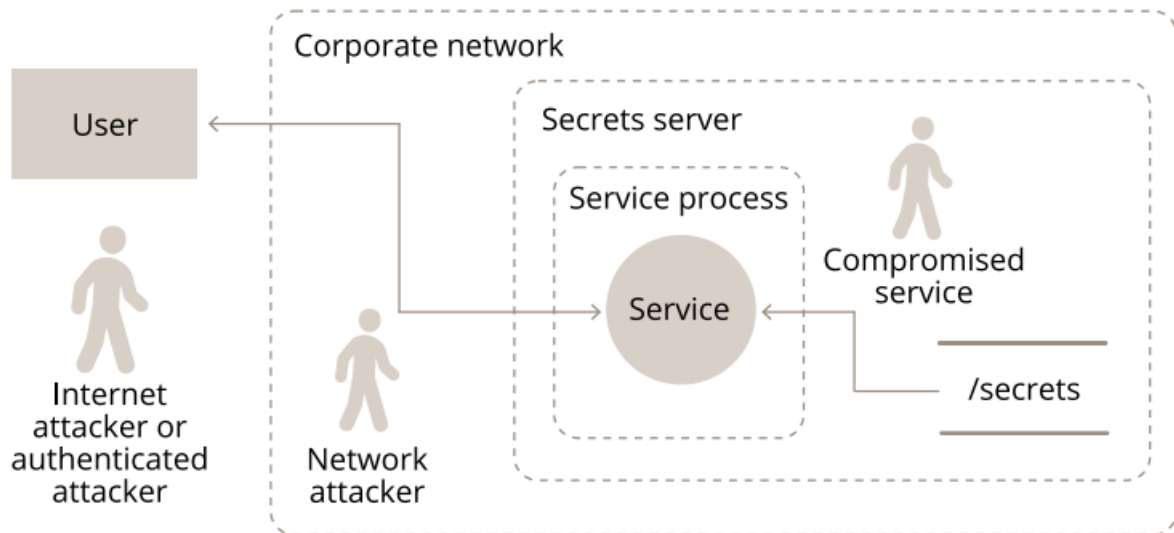 Corporate network
User
Secrets server
Service process
Compromised
service
Service
/secrets
Internet
attacker or
authenticated
attacker
Network
attacker